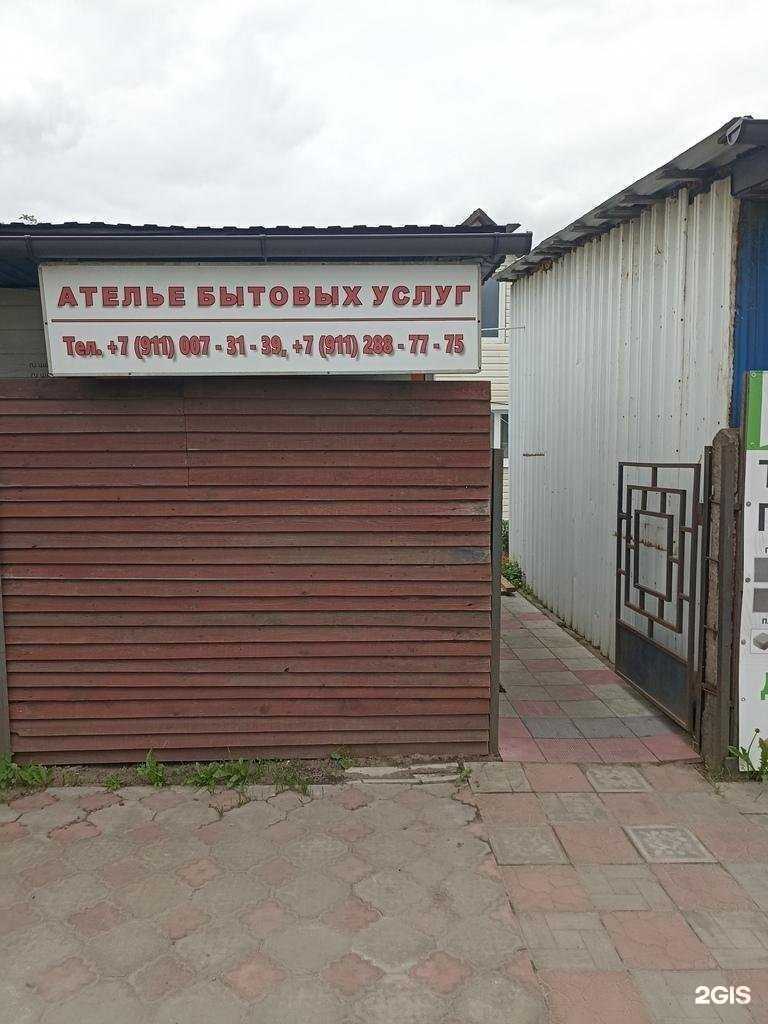 АТЕЛЬЕ БЫТОВЫХ УСЛУГ
Тел. +7 (911) 007 - 31 - 39, +7 (911) 288 - 77 - 75
2GIS